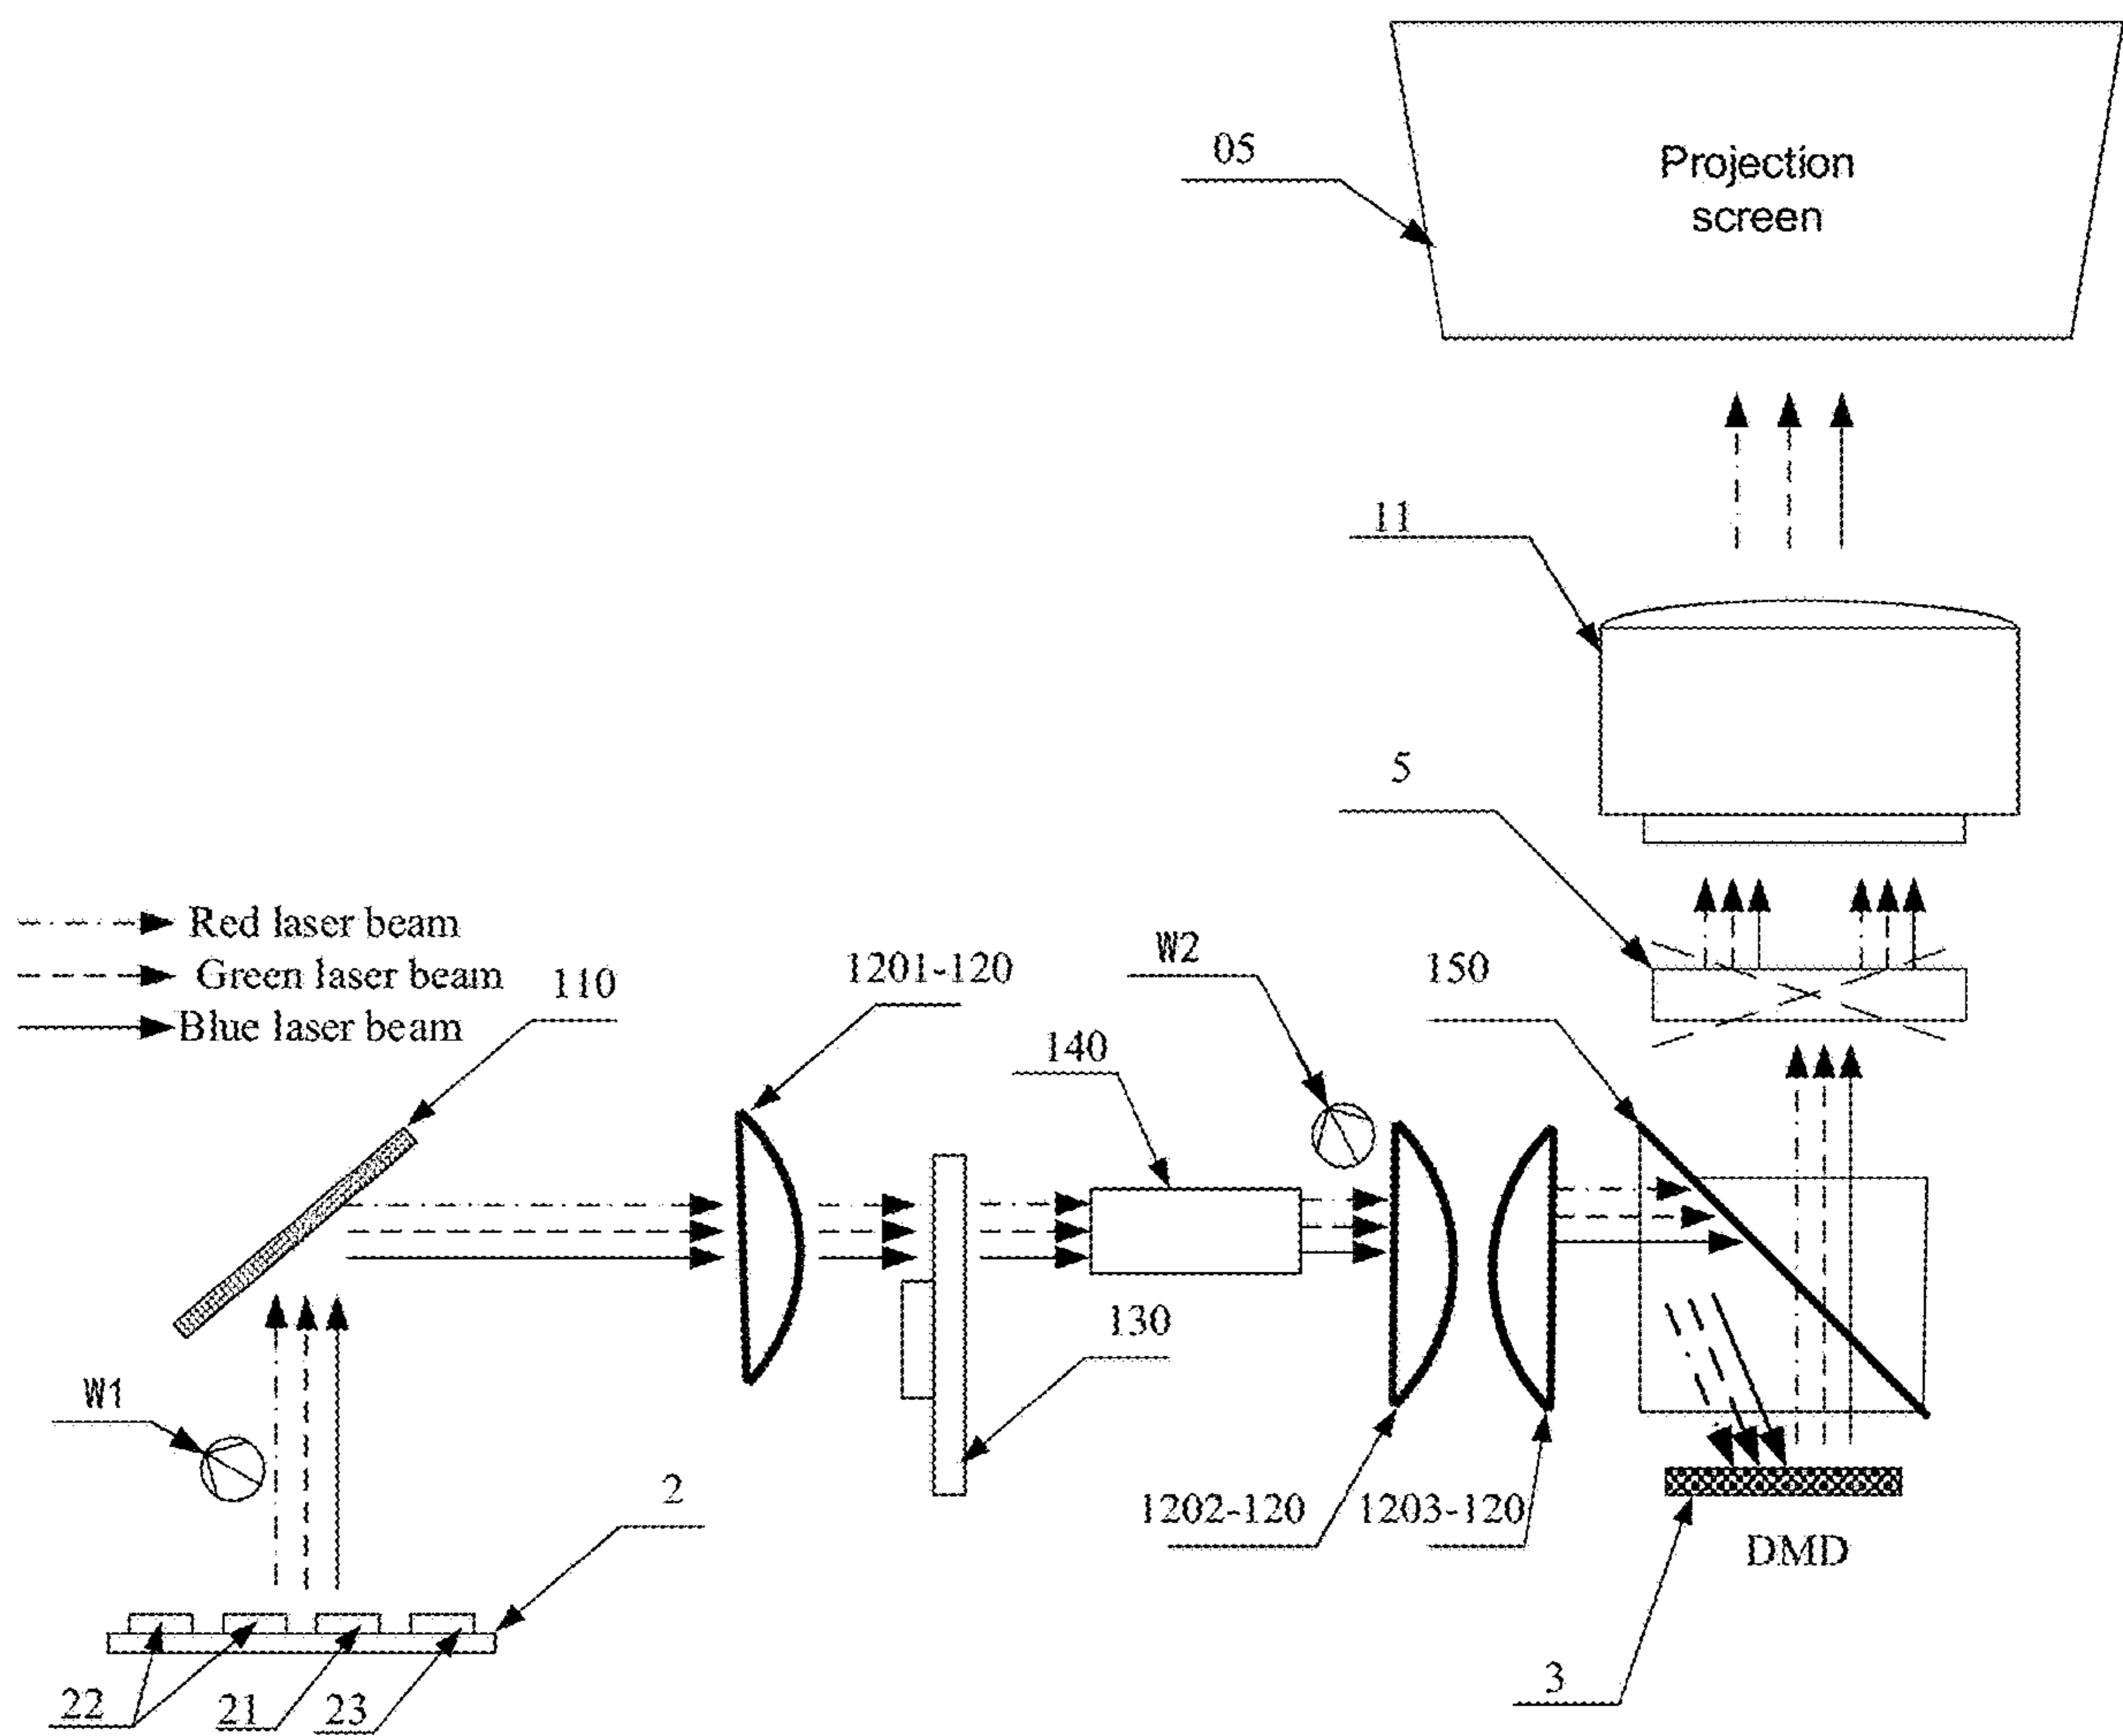 05
Projection
screen
11
5
Red laser beam
Green laser beam
Blue laser beam
110
1201-120
W2
150
140
130
W1
2
1202-120
1203-120
DMD
3
22
21
23